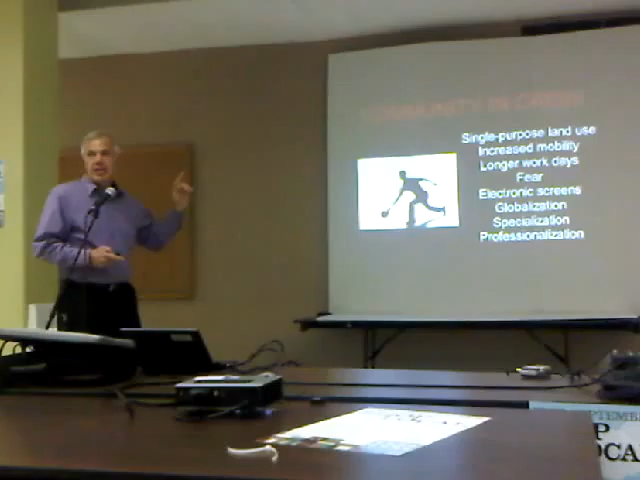 COMMUNITY IN CRISIS
Single-purpose land use
Increased mobility
Longer work days
Fear
Electronic screens
Globalization
Specialization
Professionalization